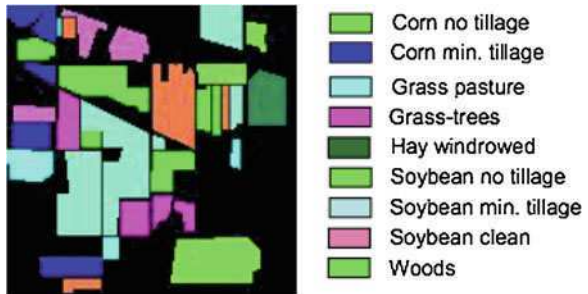 Corn no tillage
Corn min. tillage
Grass pasture
Grass-trees
Hay windrowed
Soybean no tillage
Soybean min. tillage
Soybean clean
Woods